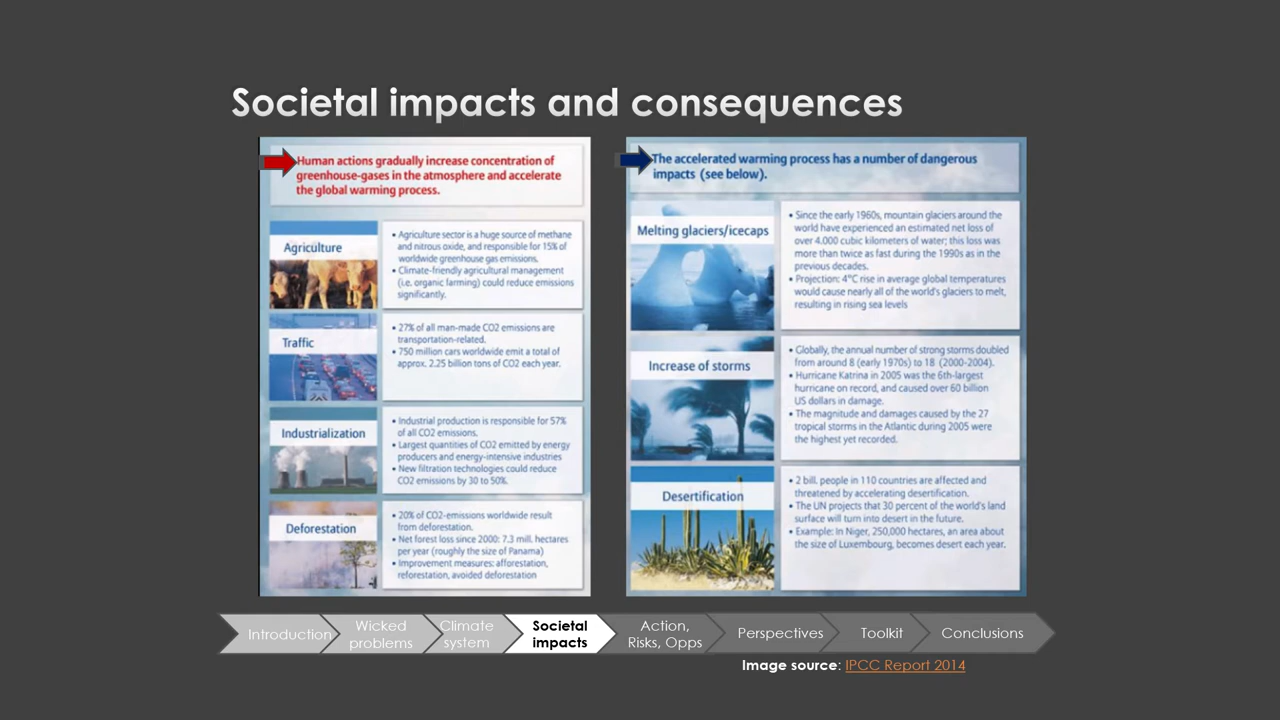 Societal impacts and consequences
Human actions gradually increase concentration of
greenhouse-gases in the atmosphere and accelerate
the global warming process.
Agriculture
• Agriculture sector is a huge source of methane
and nitrous oxide, and responsible for 15% of
worldwide greenhouse gas emissions.
• Climate-friendly agricultural management
(i.e. organic farming) could reduce emissions
significantly.
Traffic
• 27% of all man-made CO2 emissions are
transportation-related.
• 750 million cars worldwide emit a total of
approx. 2.25 billion tons of CO2 each year.
Industrialization
• Industrial production is responsible for 57%
of all CO2 emissions.
• Largest quantities of CO2 emitted by energy
producers and energy-intensive industries
• New filtration technologies could reduce
CO2 emissions by 30 to 50%.
Deforestation
• 20% of CO2-emissions worldwide result
from deforestation.
• Net forest loss since 2000: 7.3 mill. hectares
per year (roughly the size of Panama)
• Improvement measures: afforestation,
reforestation, avoided deforestation
The accelerated warming process has a number of dangerous
impacts (see below).
Melting glaciers/icecaps
• Since the early 1960s, mountain glaciers around the
world have experienced an estimated net loss of
over 4.000 cubic kilometers of water; this loss was
more than twice as fast during the 1990s as in the
previous decades.
• Projection: 4°C rise in average global temperatures
would cause nearly all of the world's glaciers to melt,
resulting in rising sea levels
Increase of storms
• Globally, the annual number of strong storms doubled
from around 8 (early 1970s) to 18 (2000-2004).
• Hurricane Katrina in 2005 was the 6th-largest
hurricane on record, and caused over 60 billion
US dollars in damage.
• The magnitude and damages caused by the 27
tropical storms in the Atlantic during 2005 were
the highest yet recorded.
Desertification
• 2 bill. people in 110 countries are affected and
threatened by accelerating desertification.
• The UN projects that 30 percent of the world's land
surface will turn into desert in the future.
• Example: In Niger, 250,000 hectares, an area about
the size of Luxembourg, becomes desert each year.
Introduction
Wicked
problems
Climate
system
Societal
impacts
Action,
Risks, Opps
Perspectives
Toolkit
Conclusions
Image source: IPCC Report 2014